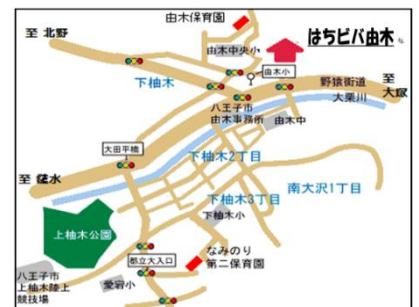 由木保育園
至 北野
由木中央小
はちビバ由木
由木小
下柚木
野猿街道
至
大塚
大栗川
八王子市
由木事務所
由木中
大田平橋
下柚木2丁目
至 鑓水
下柚木3丁目
南大沢1丁目
下柚木小
上柚木公園
なみのり
第二保育園
都立大入口
八王子市
上柚木陸上
競技場
愛宕小